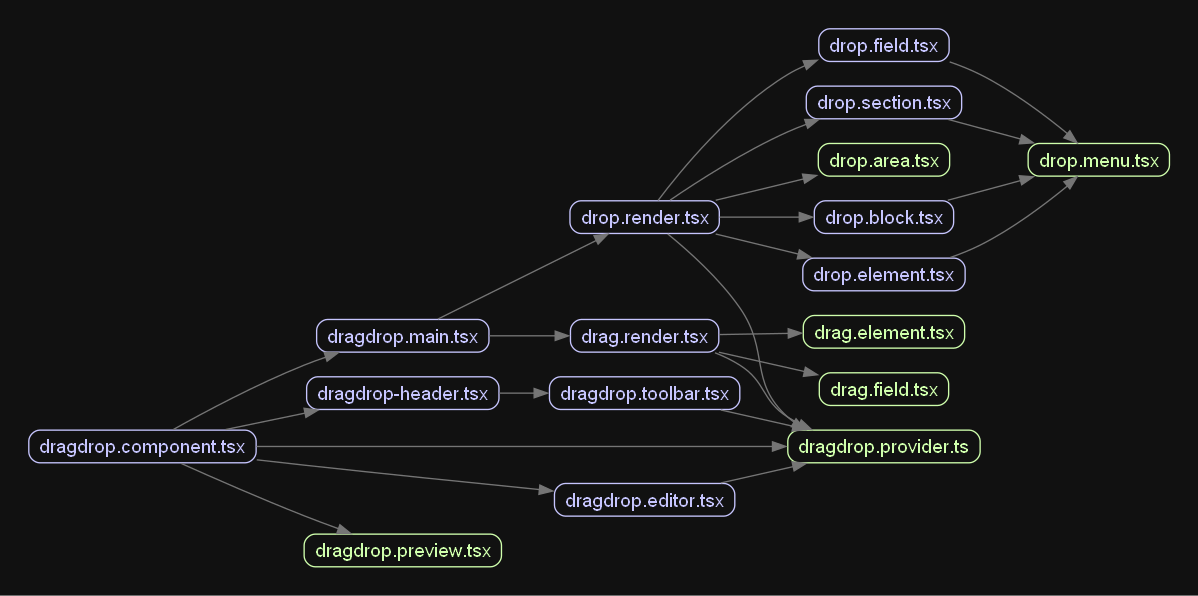 drop.field.tsx
drop.section.tsx
drop.area.tsx
drop.menu.tsx
drop.render.tsx
drop.block.tsx
drop.element.tsx
dragdrop.main.tsx
drag.render.tsx
drag.element.tsx
dragdrop-header.tsx
dragdrop.toolbar.tsx
drag.field.tsx
dragdrop.component.tsx
dragdrop.provider.ts
dragdrop.editor.tsx
dragdrop.preview.tsx